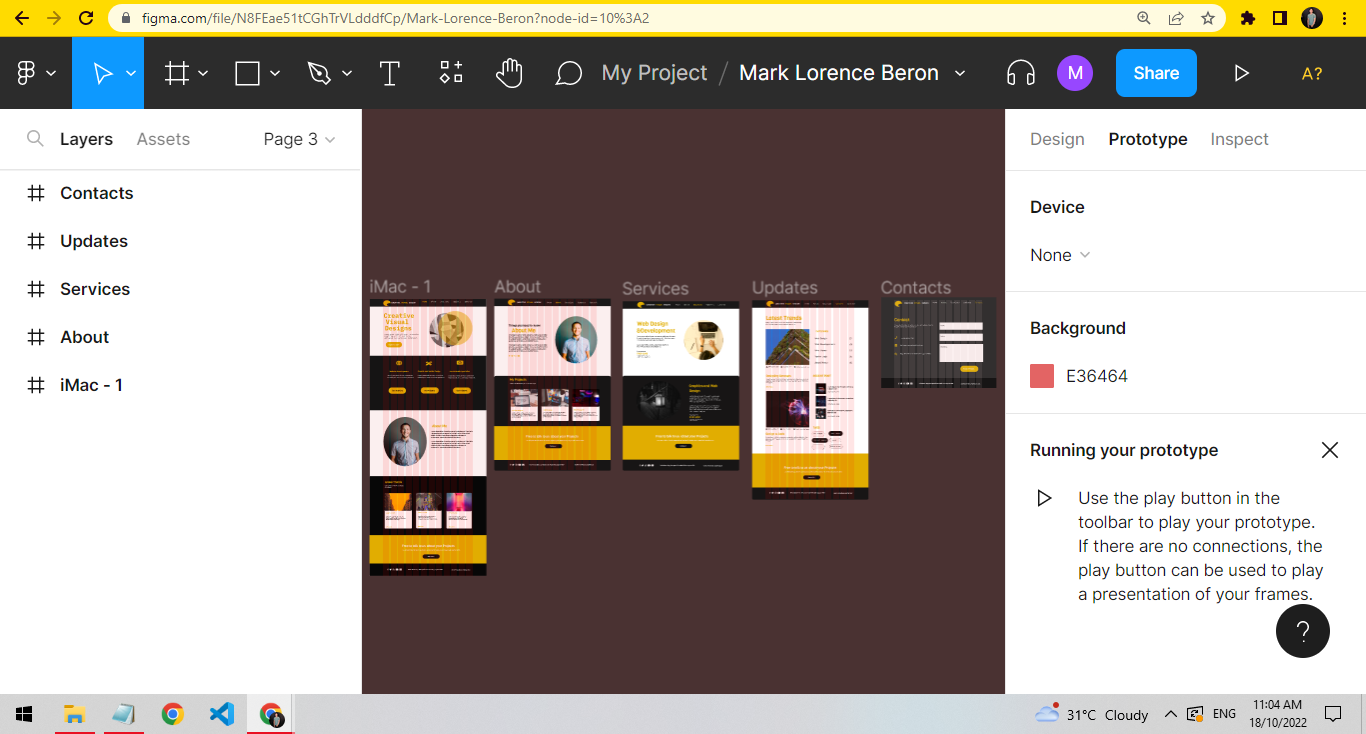 figma.com/file/N8FEae51tCGhTrVLdddfCp/Mark-Lorence-Beron?node-id=10%3A2
My Project / Mark Lorence Beron
M
Share
A?
Layers Assets Page 3
Contacts
Updates
Services
About
iMac - 1
iMac - 1
About
Services
Updates
Contacts
Creative
Visual
Designs
About Me
Web Design
&Development
Latest Trends
Contact
Design Prototype Inspect
Device
None
Background
E36464
Running your prototype
Use the play button in the
toolbar to play your prototype.
If there are no connections, the
play button can be used to play
a presentation of your frames.
?
31°C Cloudy
ENG
11:04 AM
18/10/2022